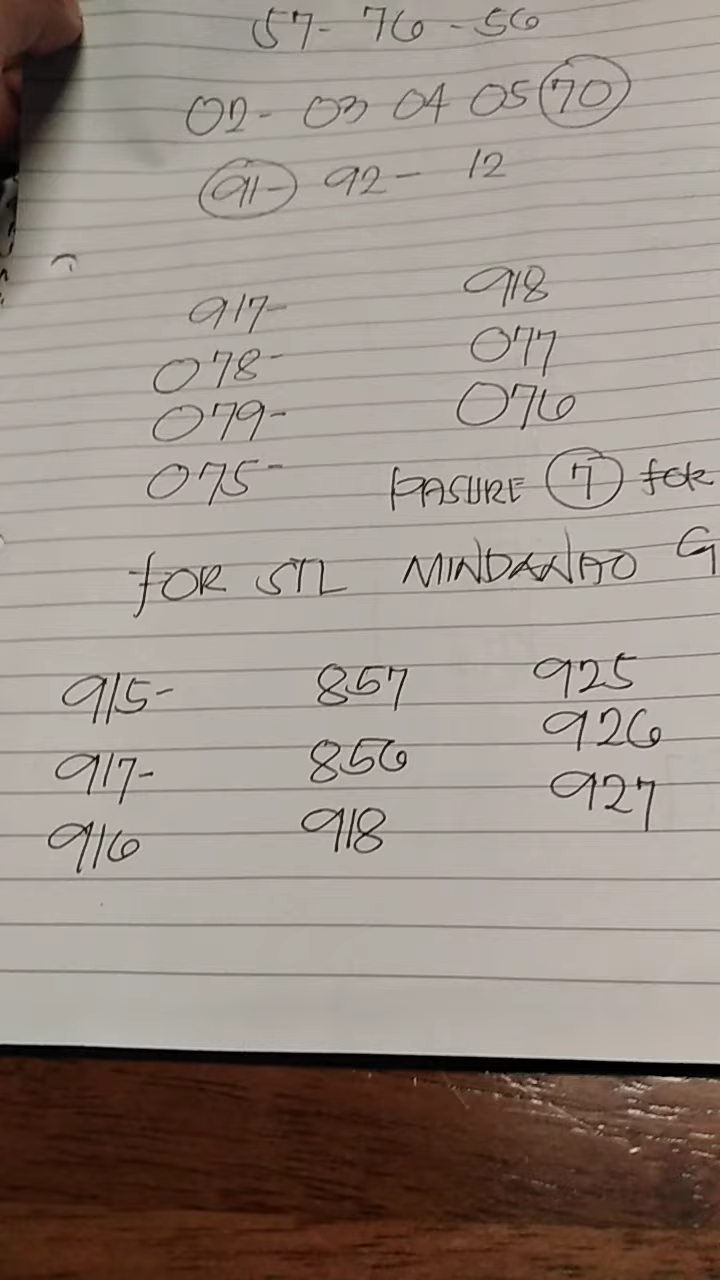 57- 76 - 56
02- 03 04 05 70
91- 92 - 12
917- 918
078- 077
079- 076
075- PASURE 7 for
FOR STL MINDANAO G
915- 857 925
917- 856 926
916 918 927